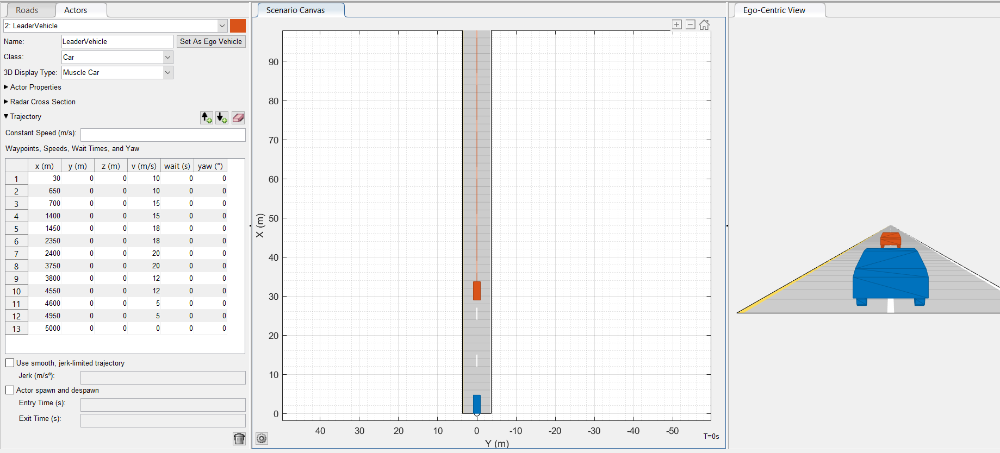 Roads Actors
2: LeaderVehicle
Name: LeaderVehicle Set As Ego Vehicle
Class: Car
3D Display Type: Muscle Car
Actor Properties
Radar Cross Section
Trajectory
Constant Speed (m/s):
Waypoints, Speeds, Wait Times, and Yaw
x (m) y (m) z (m) v (m/s) wait (s) yaw (°)
1 30 0 0 10 0 0
2 650 0 0 10 0 0
3 700 0 0 15 0 0
4 1400 0 0 15 0 0
5 1450 0 0 18 0 0
6 2350 0 0 18 0 0
7 2400 0 0 20 0 0
8 3750 0 0 20 0 0
9 3800 0 0 12 0 0
10 4550 0 0 12 0 0
11 4600 0 0 5 0 0
12 4950 0 0 5 0 0
13 5000 0 0 0 0 0
Use smooth, jerk-limited trajectory
Jerk (m/s³):
Actor spawn and despawn
Entry Time (s):
Exit Time (s):
Scenario Canvas
90
80
70
60
50
40
30
20
10
0
X (m)
40 30 20 10 0 -10 -20 -30 -40 -50
Y (m)
T=0s
Ego-Centric View